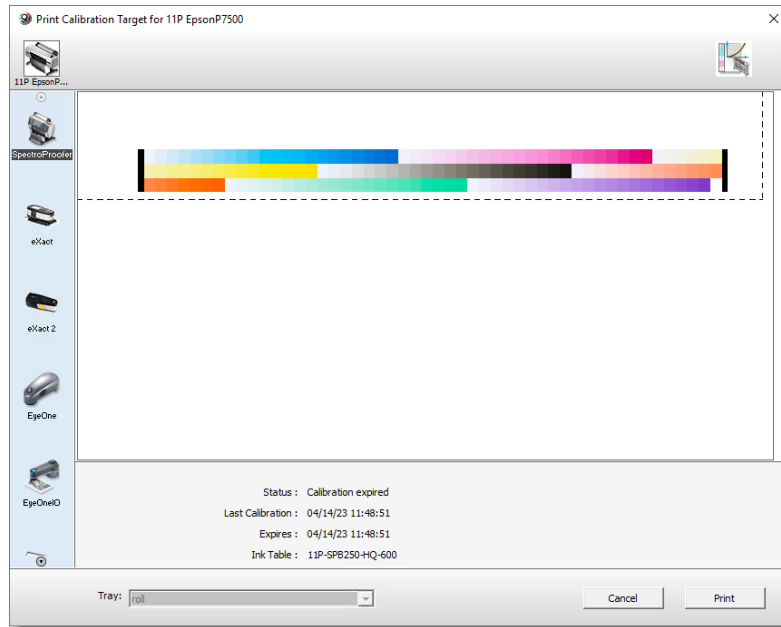 Print Calibration Target for 11P EpsonP7500
11P EpsonP...
SpectroProofer
eXact
eXact 2
EyeOne
EyeOneIO
Status : Calibration expired
Last Calibration : 04/14/23 11:48:51
Expires : 04/14/23 11:48:51
Ink Table : 11P-SPB250-HQ-600
Tray: roll
Cancel
Print